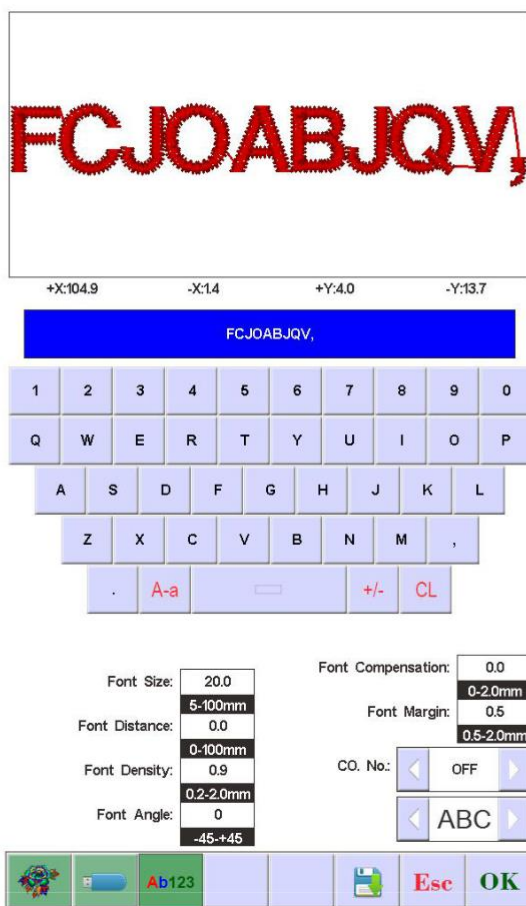 FCJOABJQV,
+X:104.9 -X:1.4 +Y:4.0 -Y:13.7
FCJOABJQV,
1 2 3 4 5 6 7 8 9 0
Q W E R T Y U I O P
A S D F G H J K L
Z X C V B N M ,
. A-a +/- CL
Font Size: 20.0
5-100mm
Font Distance: 0.0
0-100mm
Font Density: 0.9
0.2-2.0mm
Font Angle: 0
-45-+45
Font Compensation: 0.0
0-2.0mm
Font Margin: 0.5
0.5-2.0mm
CO. No.: OFF
ABC
Ab123 Esc OK